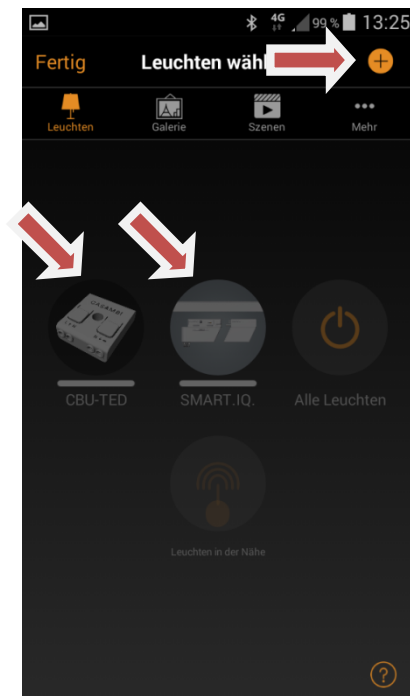 4G 99 % 13:25
Fertig Leuchten wähl
Leuchten Galerie Szenen Mehr
CASAMBI
CBU-TED SMART.IQ. Alle Leuchten
Leuchten in der Nähe
?